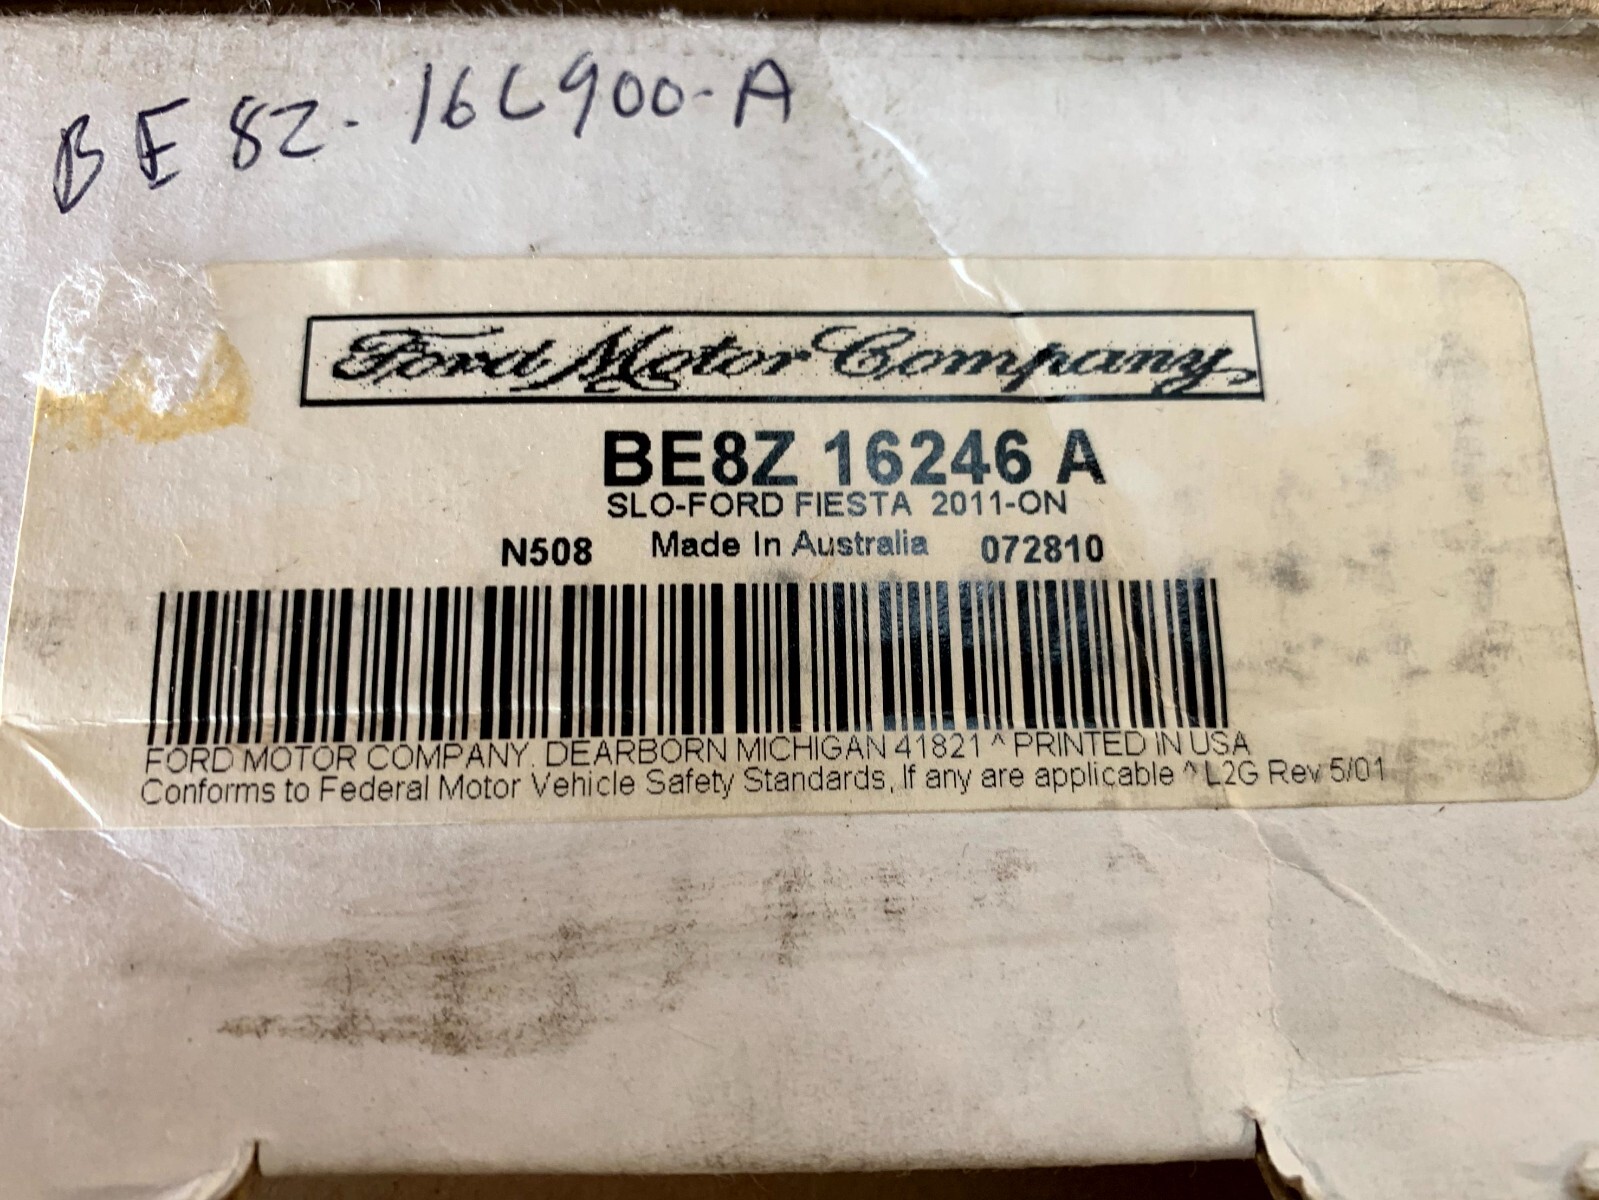 BE8Z-16C900-A
Ford Motor Company
BE8Z 16246 A
SLO-FORD FIESTA 2011-ON
N508 Made In Australia 072810
FORD MOTOR COMPANY. DEARBORN MICHIGAN 41821 ^ PRINTED IN USA
Conforms to Federal Motor Vehicle Safety Standards, If any are applicable ^ L2G Rev 5/01